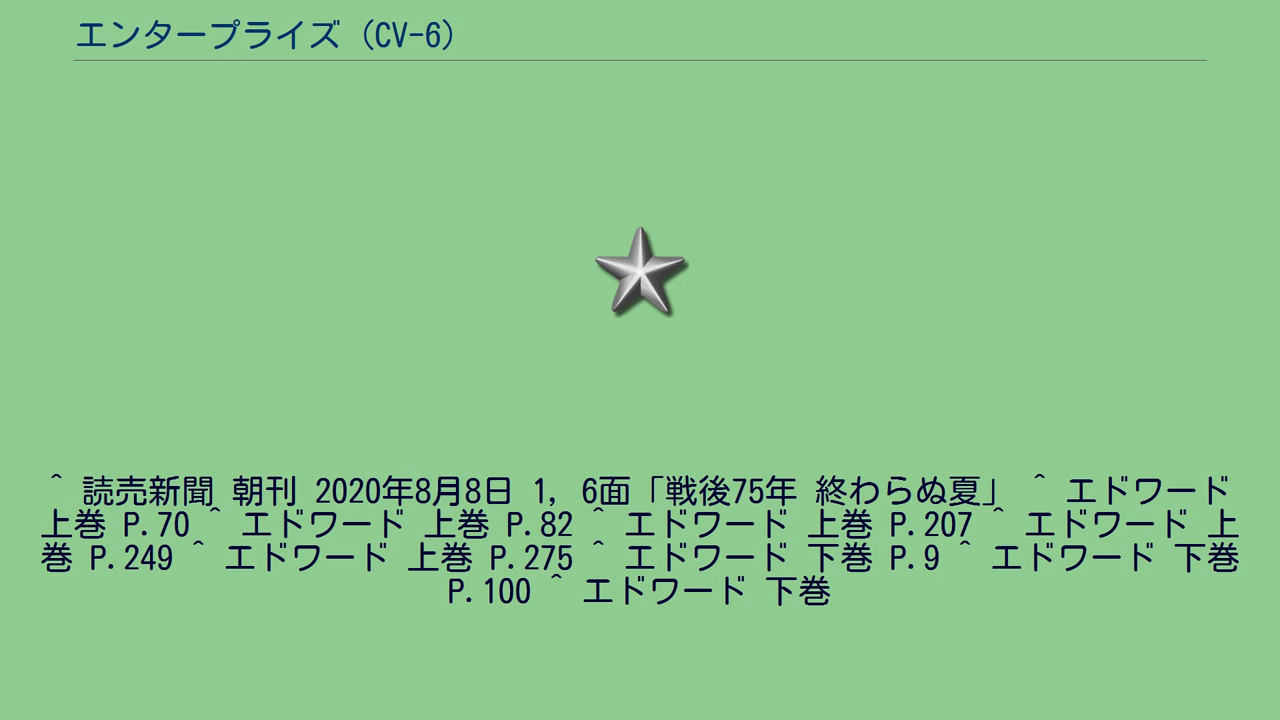 エンタープライズ (CV-6)
^ 読売新聞 朝刊 2020年8月8日 1, 6面「戦後75年 終わらぬ夏」 ^ エドワード
上巻 P.70 ^ エドワード 上巻 P.82 ^ エドワード 上巻 P.207 ^ エドワード 上
巻 P.249 ^ エドワード 上巻 P.275 ^ エドワード 下巻 P.9 ^ エドワード 下巻
P.100 ^ エドワード 下巻